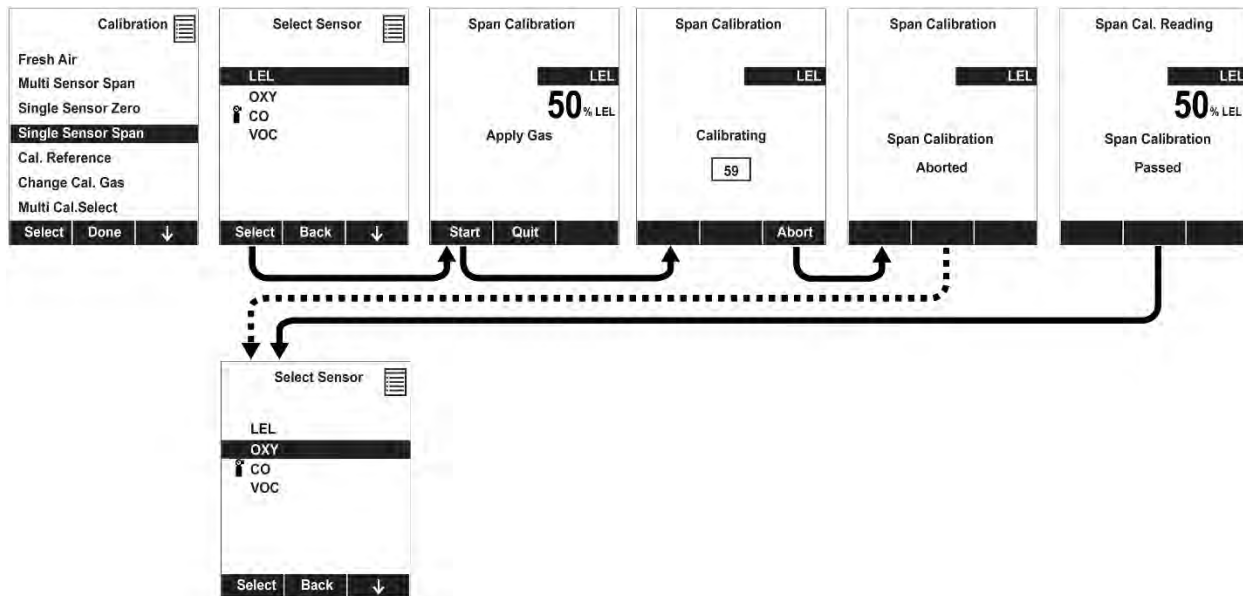 Calibration
Fresh Air
Multi Sensor Span
Single Sensor Zero
Single Sensor Span
Cal. Reference
Change Cal. Gas
Multi Cal.Select
Select Done ↓
Select Sensor
LEL
OXY
CO
VOC
Select Back ↓
Span Calibration
LEL
50% LEL
Apply Gas
Start Quit
Span Calibration
LEL
Calibrating
59
Abort
Span Calibration
LEL
Span Calibration
Aborted
Span Cal. Reading
LEL
50% LEL
Span Calibration
Passed
Select Sensor
LEL
OXY
CO
VOC
Select Back ↓